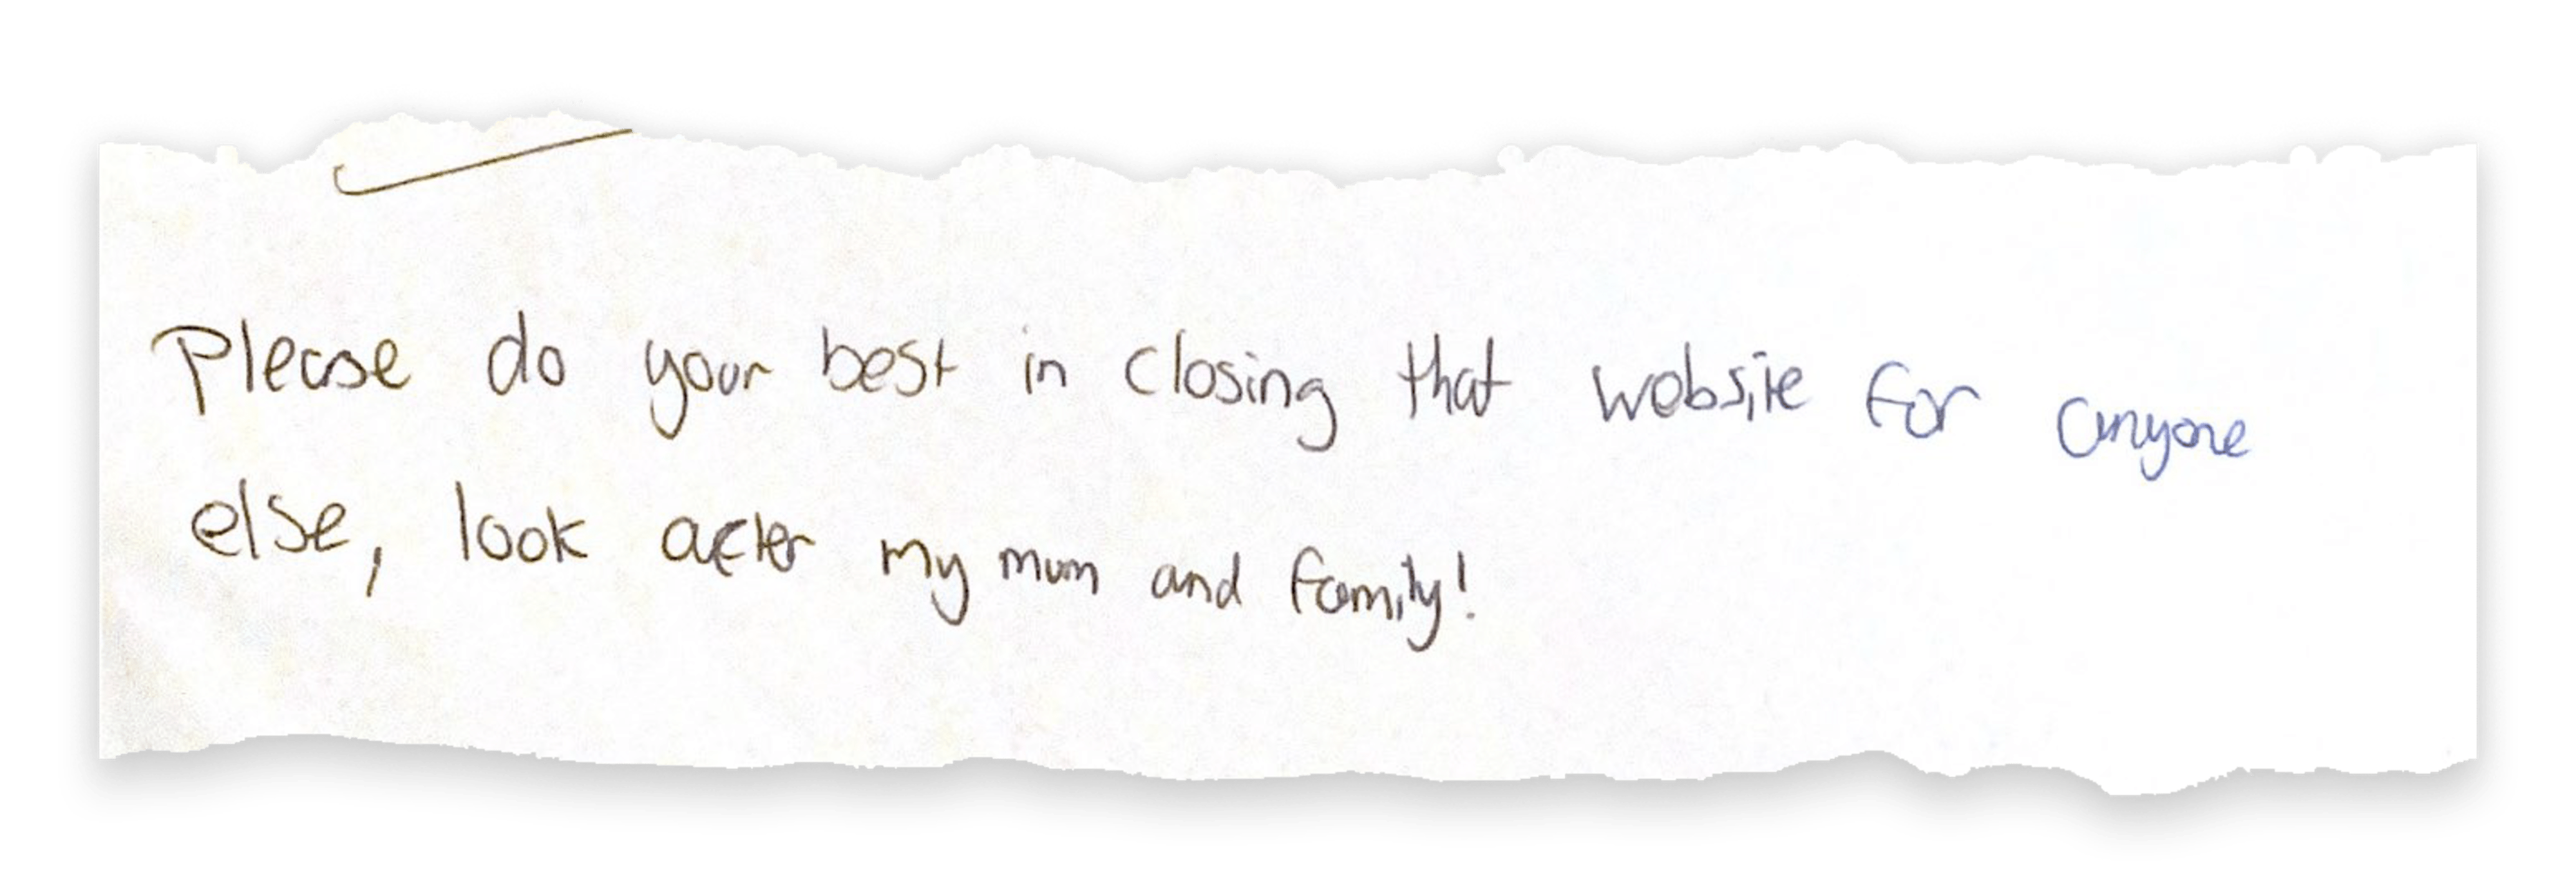 Please do your best in closing that website for anyone
else, look after my mum and family!